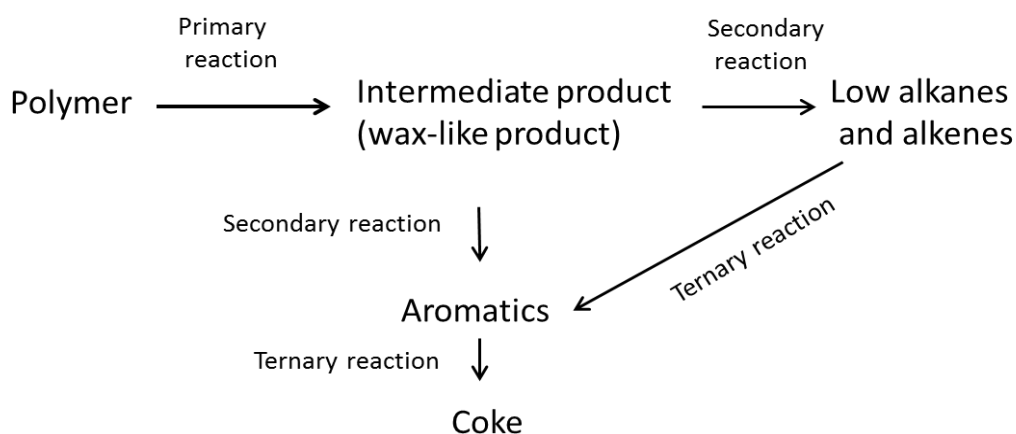 Primary
reaction
Secondary
reaction
Polymer
Intermediate product
(wax-like product)
Low alkanes
and alkenes
Secondary reaction
Ternary reaction
Aromatics
Ternary reaction
Coke